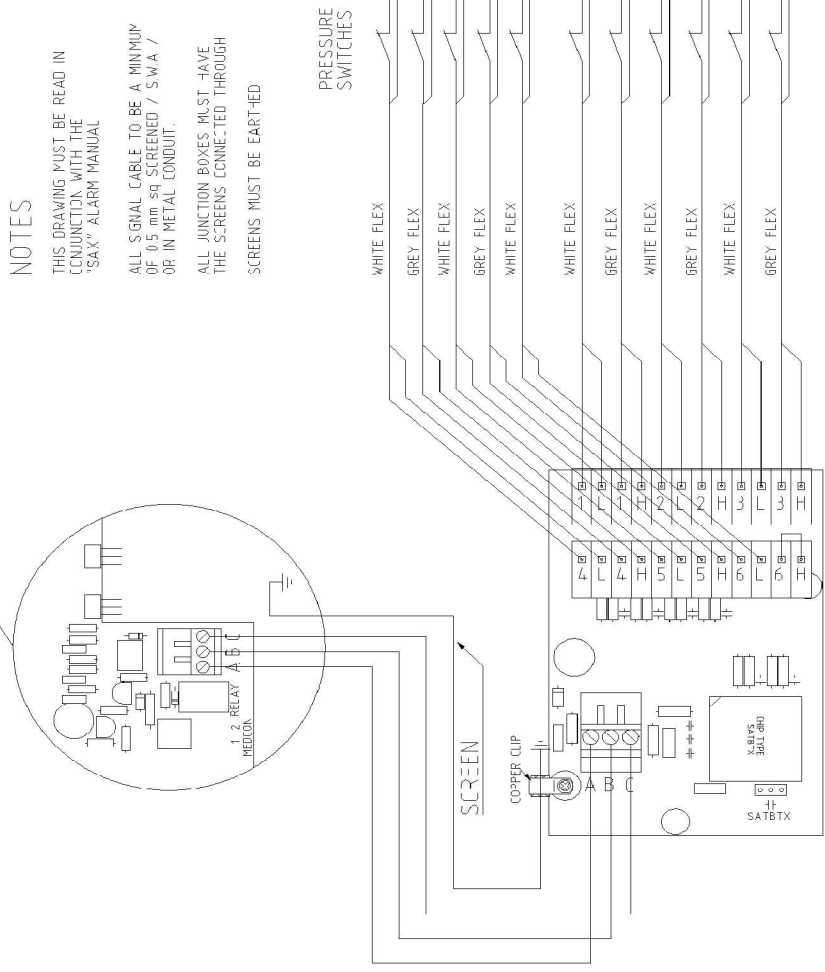 NOTES
THIS DRAWING MUST BE READ IN
CONJUNCTION WITH THE
"SAX" ALARM MANUAL
ALL SIGNAL CABLE TO BE A MINIMUM
OF 0.5 mm sq SCREENED / S.W.A /
OR IN METAL CONDUIT.
ALL JUNCTION BOXES MUST HAVE
THE SCREENS CONNECTED THROUGH
SCREENS MUST BE EARTHED
PRESSURE
SWITCHES
WHITE FLEX
GREY FLEX
WHITE FLEX
GREY FLEX
WHITE FLEX
WHITE FLEX
GREY FLEX
WHITE FLEX
GREY FLEX
WHITE FLEX
GREY FLEX
1 L 1 H 2 L 2 H 3 L 3 H
4 L 4 H 5 L 5 H 6 L 6 H
A B C
1 2 RELAY
MEDCON
SCREEN
COPPER CLIP
A B C
CHIP TYPE
SATBTX
SATBTX